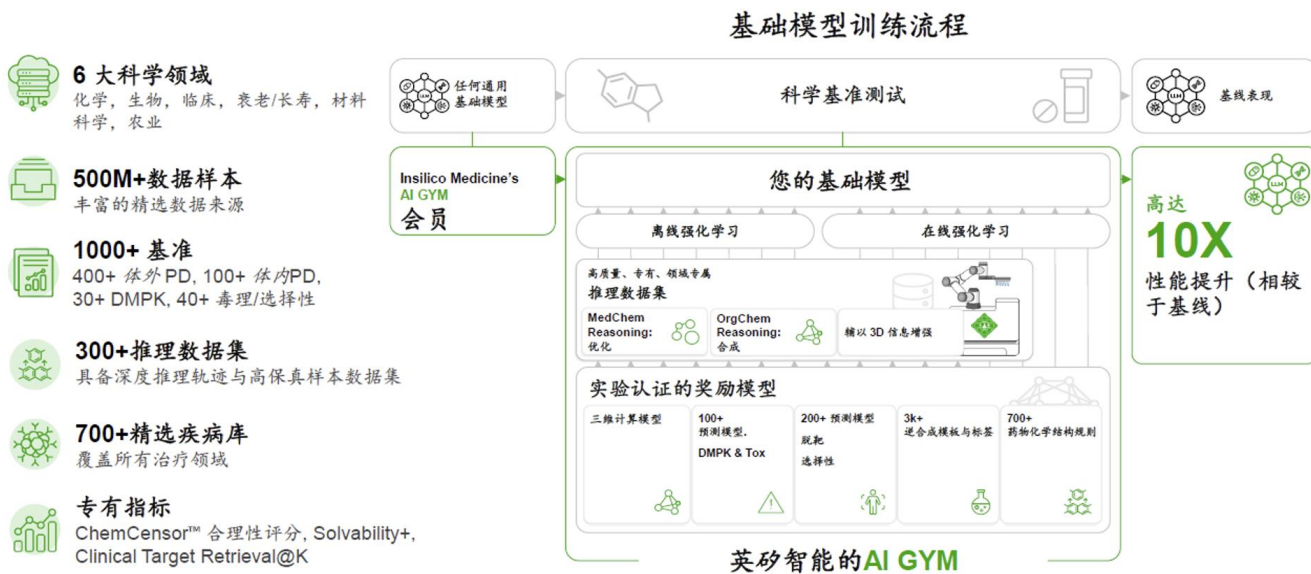 基础模型训练流程
6 大科学领域
化学，生物，临床，衰老/长寿，材料
科学，农业
500M+数据样本
丰富的精选数据来源
1000+ 基准
400+ 体外 PD, 100+ 体内PD,
30+ DMPK, 40+ 毒理/选择性
300+推理数据集
具备深度推理轨迹与高保真样本数据集
700+精选疾病库
覆盖所有治疗领域
专有指标
ChemCensor™ 合理性评分, Solvability+,
Clinical Target Retrieval@K
LLM
任何通用
基础模型
科学基准测试
LLM
基线表现
Insilico Medicine's
AI GYM
会员
您的基础模型
离线强化学习
在线强化学习
高质量、专有、领域专属
推理数据集
MedChem
Reasoning:
优化
OrgChem
Reasoning:
合成
辅以 3D 信息增强
实验认证的奖励模型
三维计算模型
100+
预测模型.
DMPK & Tox
200+ 预测模型
脱靶
选择性
3k+
逆合成模板与标签
700+
药物化学结构规则
英矽智能的AI GYM
LLM
高达
10X
性能提升（相较
于基线）